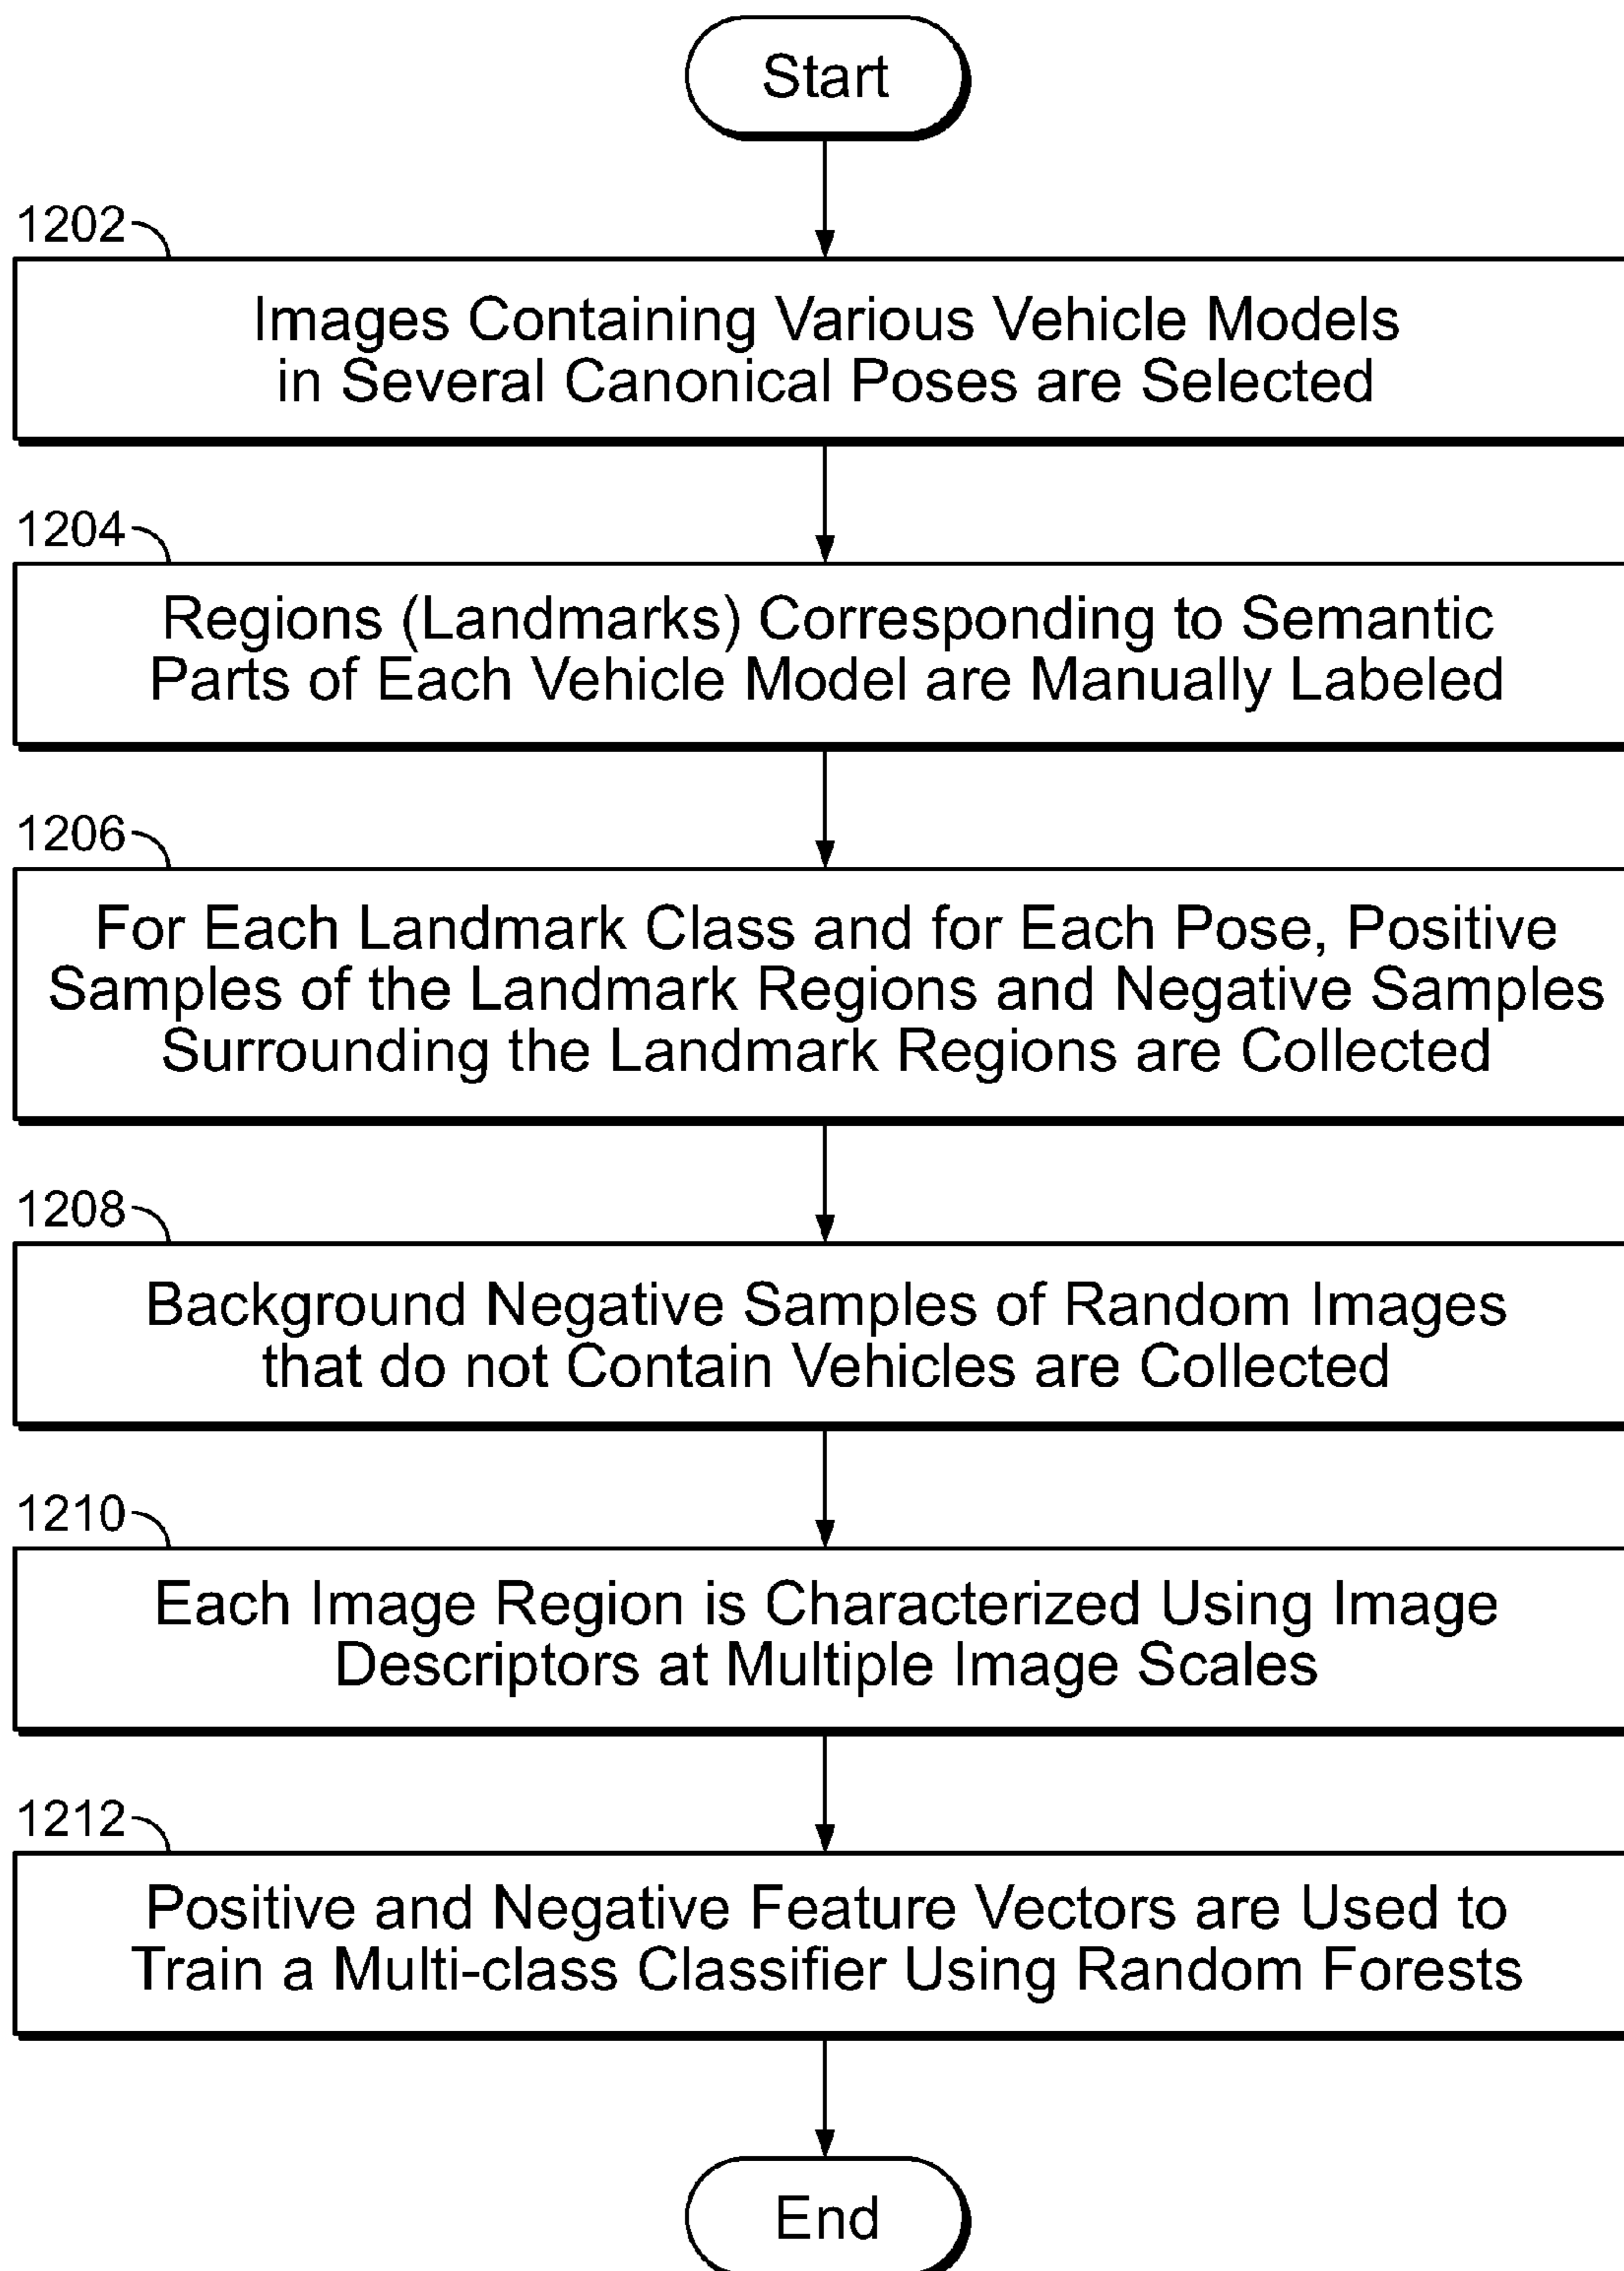 Start
1202
Images Containing Various Vehicle Models
in Several Canonical Poses are Selected
1204
Regions (Landmarks) Corresponding to Semantic
Parts of Each Vehicle Model are Manually Labeled
1206
For Each Landmark Class and for Each Pose, Positive
Samples of the Landmark Regions and Negative Samples
Surrounding the Landmark Regions are Collected
1208
Background Negative Samples of Random Images
that do not Contain Vehicles are Collected
1210
Each Image Region is Characterized Using Image
Descriptors at Multiple Image Scales
1212
Positive and Negative Feature Vectors are Used to
Train a Multi-class Classifier Using Random Forests
End